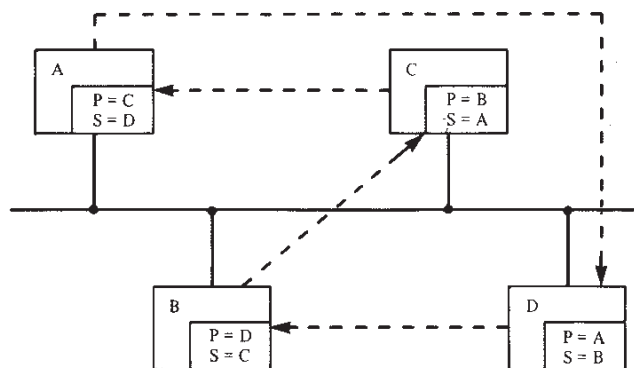 A
P = C
S = D
C
P = B
S = A
B
P = D
S = C
D
P = A
S = B